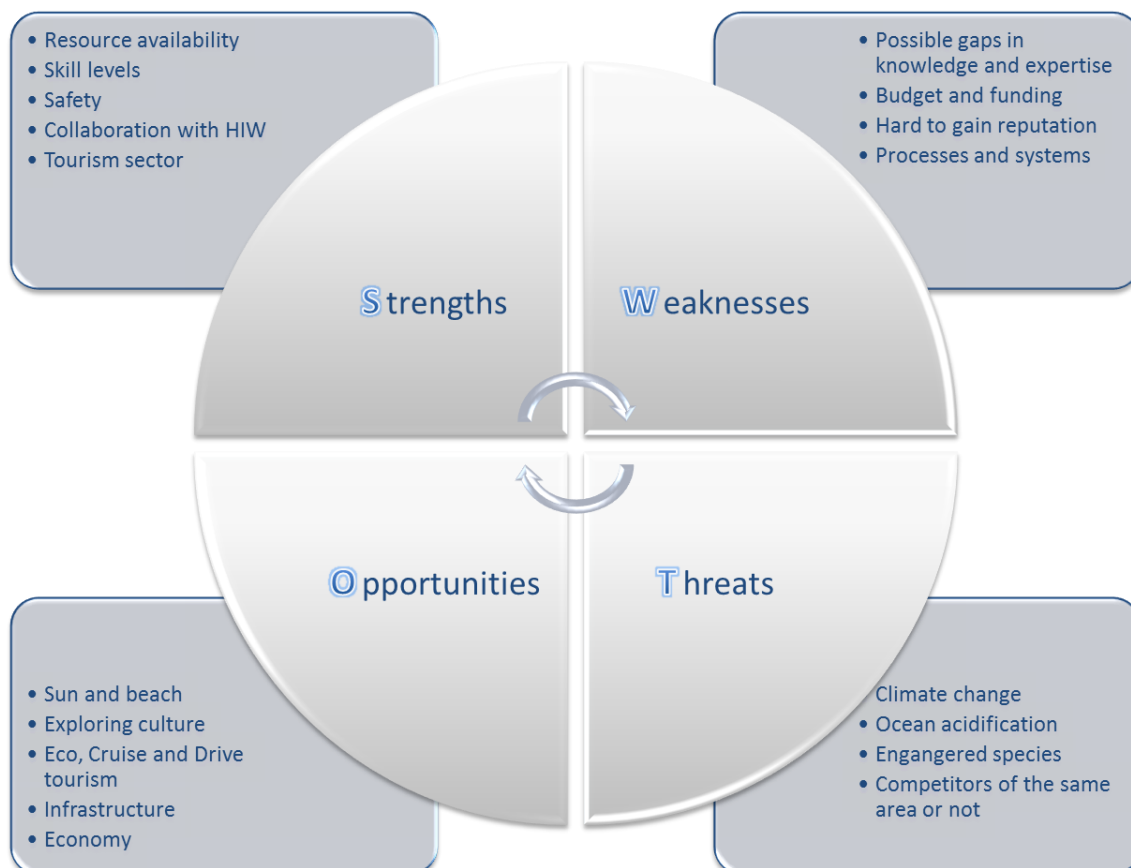 • Resource availability
• Skill levels
• Safety
• Collaboration with HIW
• Tourism sector
• Possible gaps in
knowledge and expertise
• Budget and funding
• Hard to gain reputation
• Processes and systems
Strengths
Weaknesses
Opportunities
Threats
• Sun and beach
• Exploring culture
• Eco, Cruise and Drive
tourism
• Infrastructure
• Economy
Climate change
• Ocean acidification
• Engangered species
• Competitors of the same
area or not